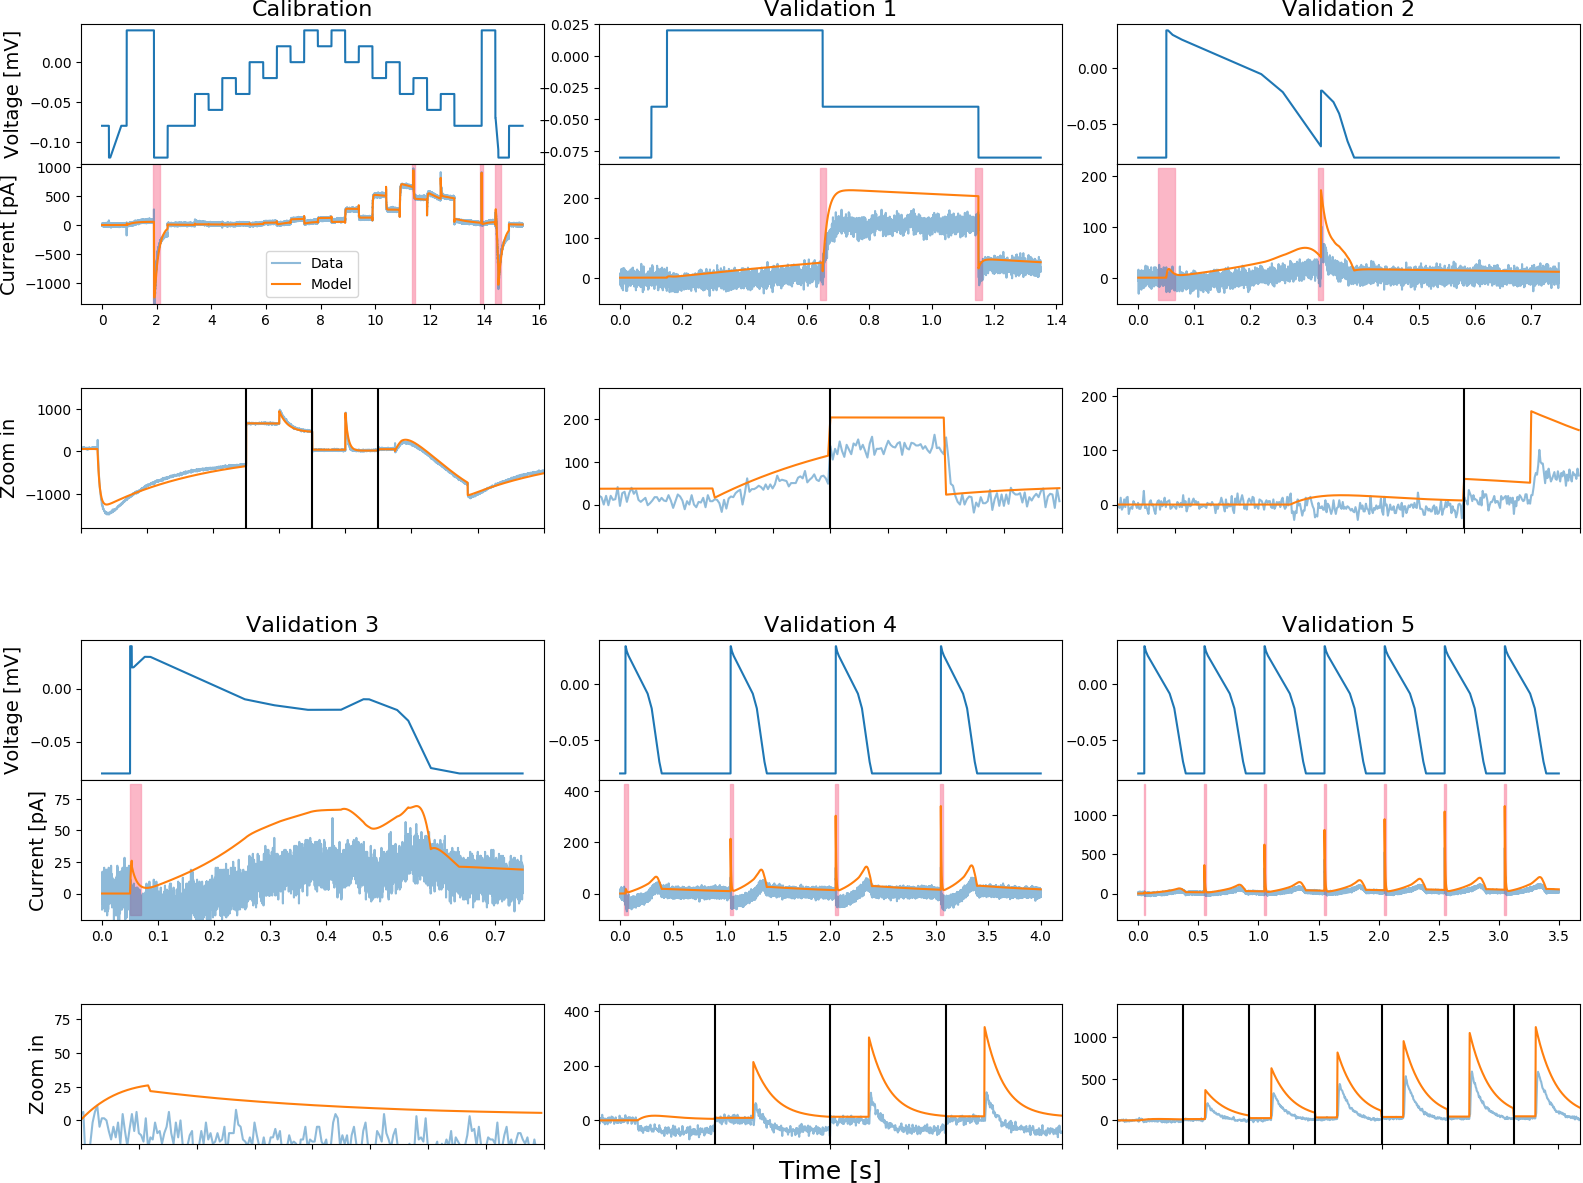 Calibration
Validation 1
Validation 2
Voltage [mV]
0.00
−0.05
−0.10
0.025
0.000
−0.025
−0.050
−0.075
0.00
−0.05
Current [pA]
1000
500
0
−500
−1000
Data
Model
200
100
0
200
100
0
0 2 4 6 8 10 12 14 16
0.0 0.2 0.4 0.6 0.8 1.0 1.2 1.4
0.0 0.1 0.2 0.3 0.4 0.5 0.6 0.7
Zoom in
1000
0
−1000
200
100
0
200
100
0
Validation 3
Validation 4
Validation 5
Voltage [mV]
0.00
−0.05
0.00
−0.05
0.00
−0.05
Current [pA]
75
50
25
0
400
200
0
1000
500
0
0.0 0.1 0.2 0.3 0.4 0.5 0.6 0.7
0.0 0.5 1.0 1.5 2.0 2.5 3.0 3.5 4.0
0.0 0.5 1.0 1.5 2.0 2.5 3.0 3.5
Zoom in
75
50
25
0
400
200
0
1000
500
0
Time [s]